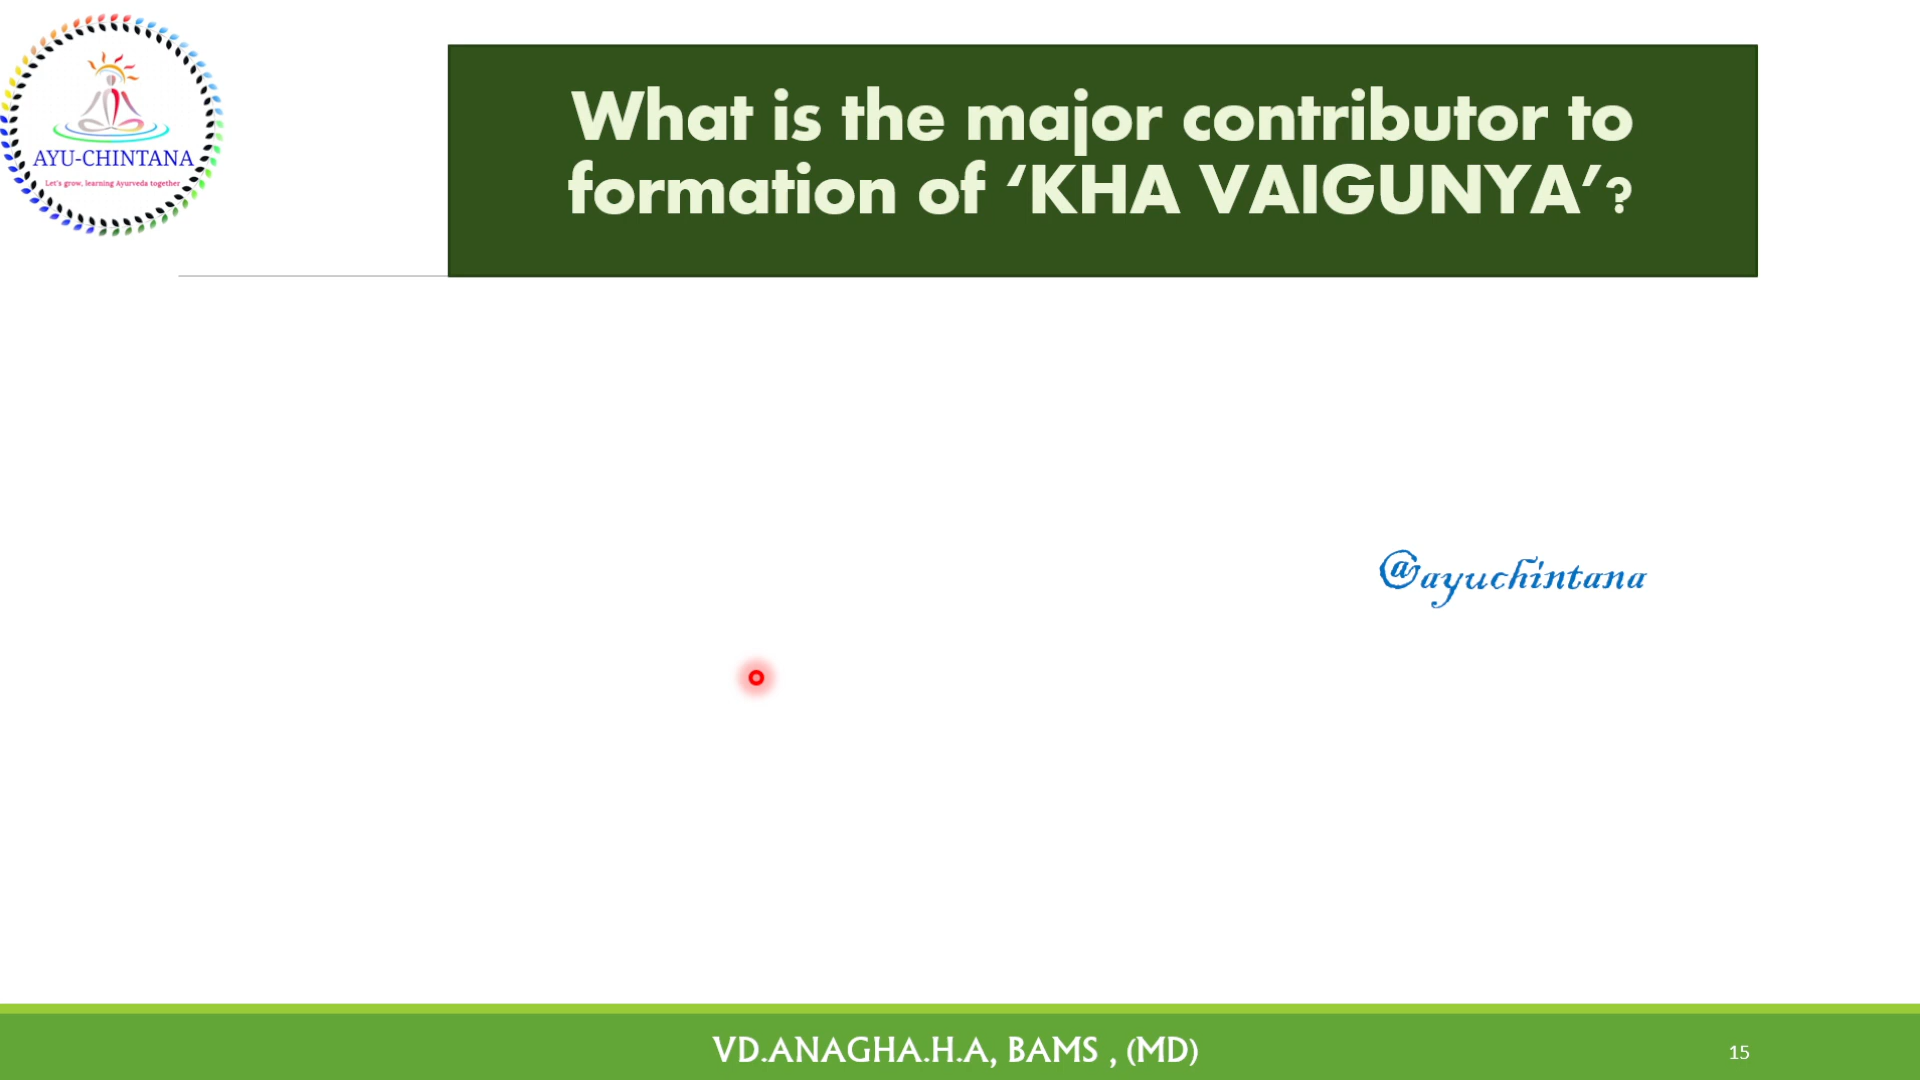 AYU-CHINTANA
Let's grow, learning Ayurveda together
What is the major contributor to
formation of ‘KHA VAIGUNYA’?
@ayuchintana
VD.ANAGHA.H.A, BAMS , (MD)
15